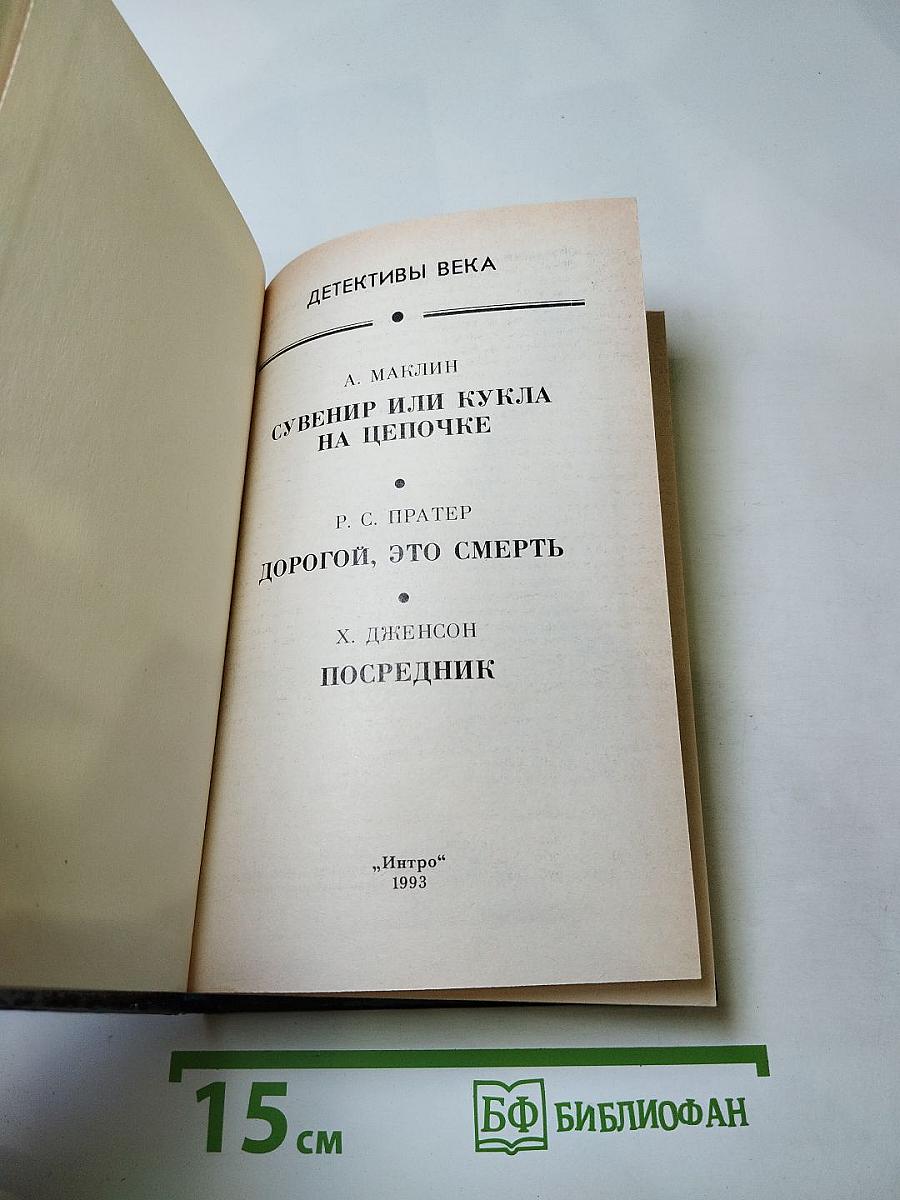 ДЕТЕКТИВЫ ВЕКА
А. МАКЛИН
СУВЕНИР ИЛИ КУКЛА
НА ЦЕПОЧКЕ
Р. С. ПРАТЕР
ДОРОГОЙ, ЭТО СМЕРТЬ
Х. ДЖЕНСОН
ПОСРЕДНИК
„Интро“
1993
15 см
БФ БИБЛИОФАН